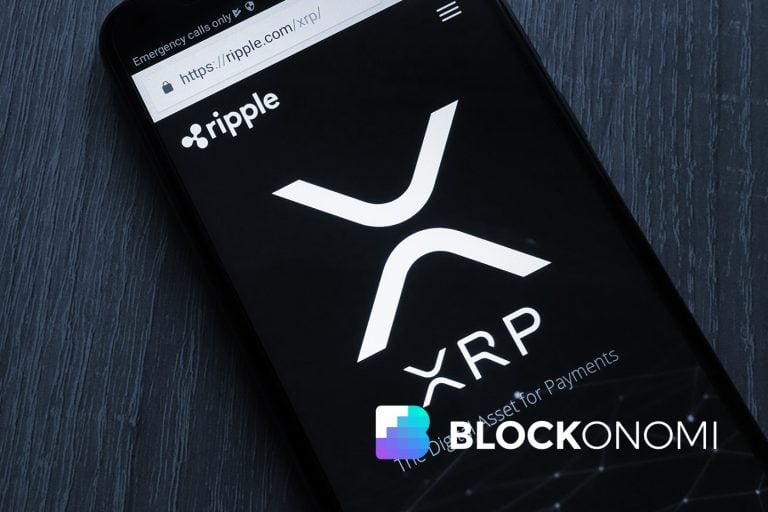 Emergency calls only
https://ripple.com/xrp/
ripple
XRP
The Digital Asset for Payments
BLOCKONOMI